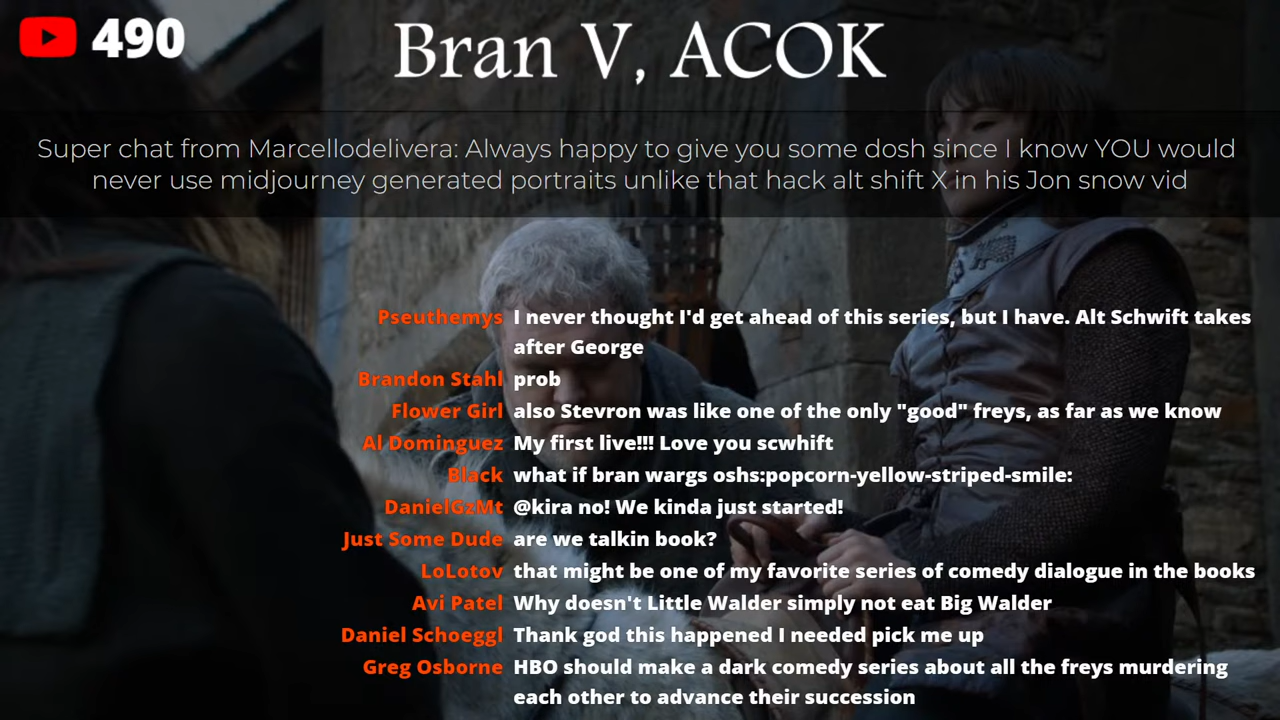 490
Bran V, ACOK
Super chat from Marcellodelivera: Always happy to give you some dosh since I know YOU would
never use midjourney generated portraits unlike that hack alt shift X in his Jon snow vid
Pseuthemys I never thought I'd get ahead of this series, but I have. Alt Schwift takes
after George
Brandon Stahl prob
Flower Girl also Stevron was like one of the only "good" freys, as far as we know
Al Dominguez My first live!!! Love you scwhift
Black what if bran wargs oshs:popcorn-yellow-striped-smile:
DanielGzMt @kira no! We kinda just started!
Just Some Dude are we talkin book?
LoLotov that might be one of my favorite series of comedy dialogue in the books
Avi Patel Why doesn't Little Walder simply not eat Big Walder
Daniel Schoeggl Thank god this happened I needed pick me up
Greg Osborne HBO should make a dark comedy series about all the freys murdering
each other to advance their succession